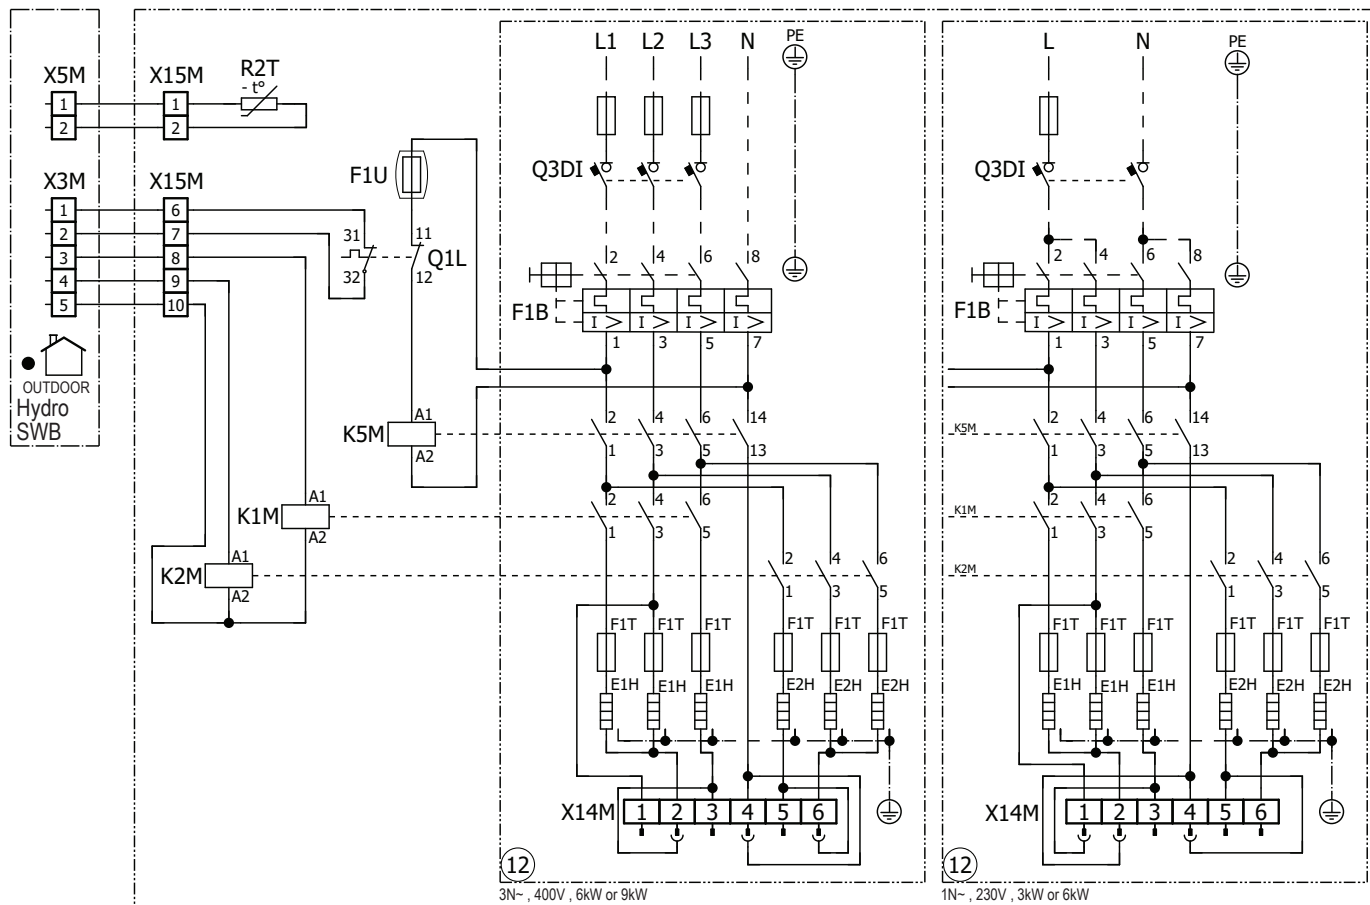 L1 L2 L3 N PE
L N PE
X5M X15M R2T
- t°
1 1
2 2
Q3DI
Q3DI
F1U
X3M X15M
1 6
2 7
3 8
4 9
5 10
31 11
32 12
Q1L
2 4 6 8
2 4 6 8
F1B
F1B
I > I > I > I >
I > I > I > I >
1 3 5 7
1 3 5 7
OUTDOOR
Hydro
SWB
A1
K5M
A2
2 4 6 14
1 3 5 13
K5M
2 4 6 14
1 3 5 13
A1
K1M
A2
2 4 6
1 3 5
K1M
2 4 6
1 3 5
A1
K2M
A2
2 4 6
1 3 5
K2M
2 4 6
1 3 5
F1T F1T F1T F1T F1T F1T
F1T F1T F1T F1T F1T F1T
E1H E1H E1H E2H E2H E2H
E1H E1H E1H E2H E2H E2H
X14M 1 2 3 4 5 6
X14M 1 2 3 4 5 6
12
12
3N~ , 400V , 6kW or 9kW
1N~ , 230V , 3kW or 6kW